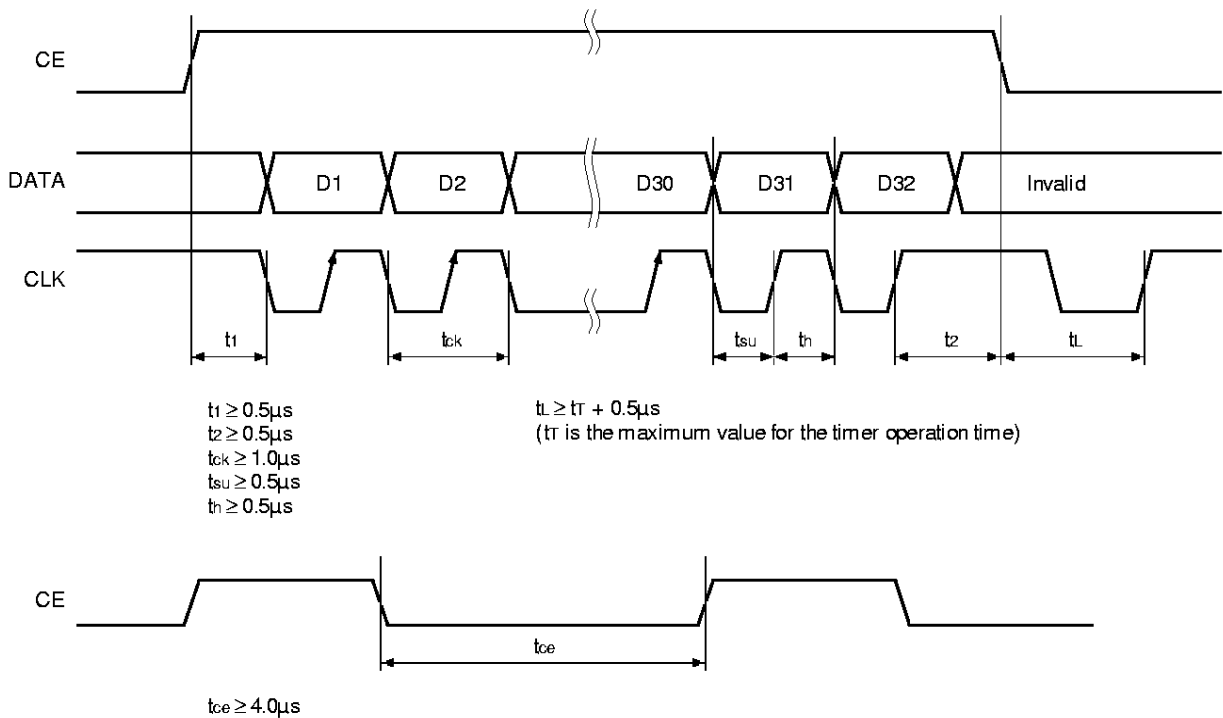 CE
DATA D1 D2 D30 D31 D32 Invalid
CLK
t1 tck tsu th t2 tL
t1 ≥ 0.5µs
t2 ≥ 0.5µs
tck ≥ 1.0µs
tsu ≥ 0.5µs
th ≥ 0.5µs
tL ≥ tT + 0.5µs
(tT is the maximum value for the timer operation time)
CE
tce
tce ≥ 4.0µs